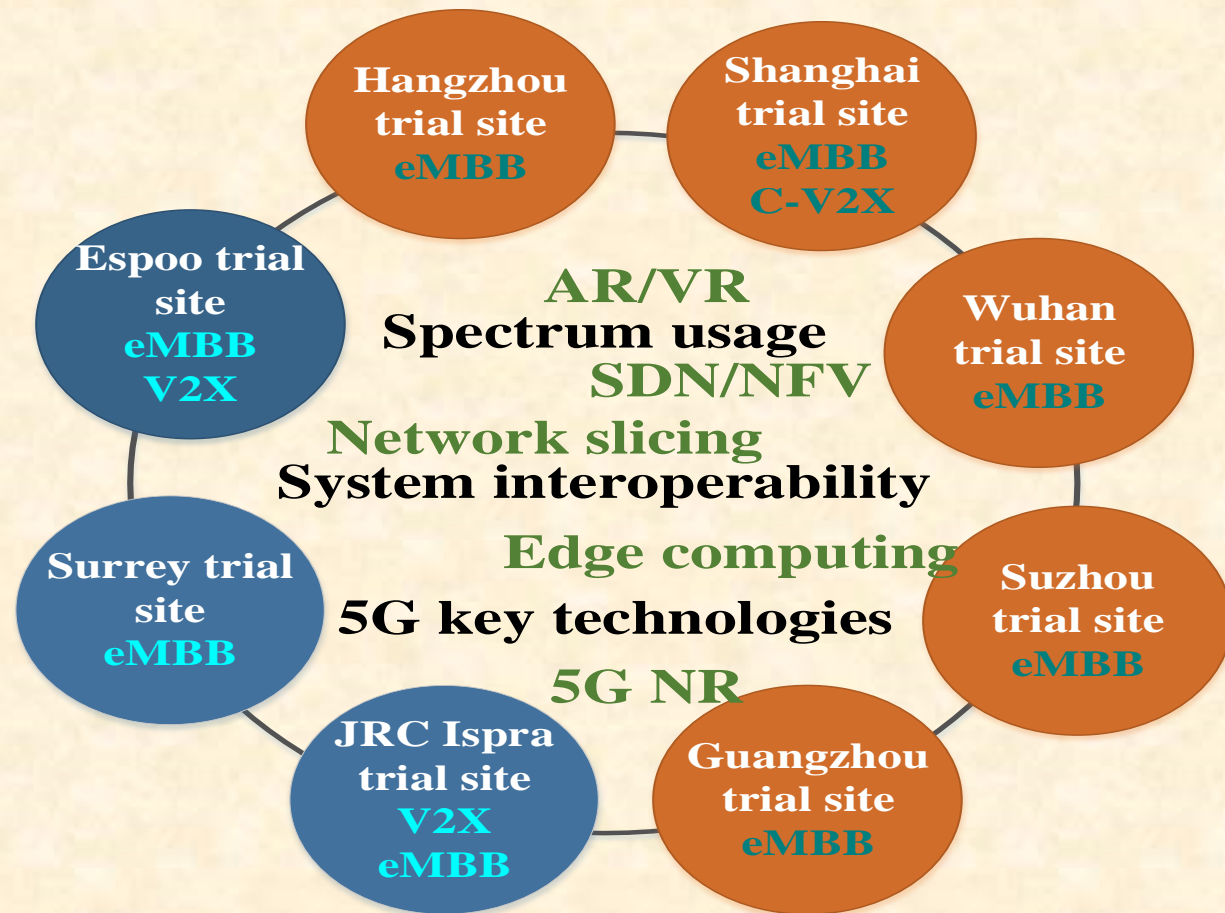 Hangzhou
trial site
eMBB
Shanghai
trial site
eMBB
C-V2X
Espoo trial
site
eMBB
V2X
Wuhan
trial site
eMBB
AR/VR
Spectrum usage
SDN/NFV
Network slicing
System interoperability
Edge computing
5G key technologies
5G NR
Surrey trial
site
eMBB
Suzhou
trial site
eMBB
JRC Ispra
trial site
V2X
eMBB
Guangzhou
trial site
eMBB